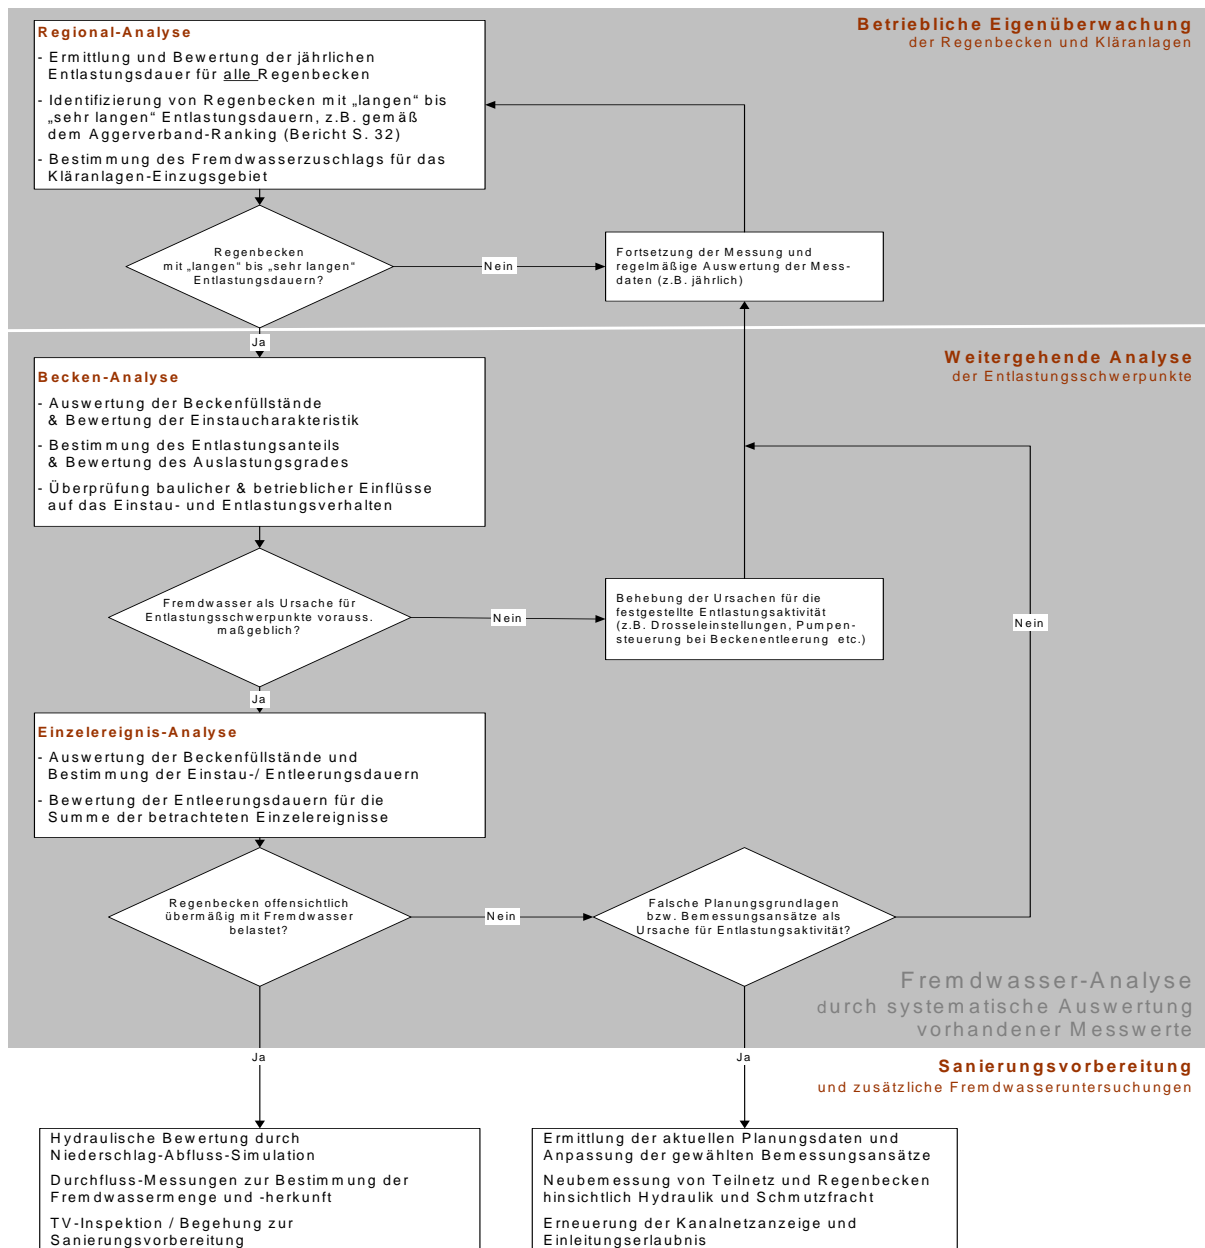 Betriebliche Eigenüberwachung
der Regenbecken und Kläranlagen
Regional-Analyse
- Ermittlung und Bewertung der jährlichen
Entlastungsdauer für alle Regenbecken
- Identifizierung von Regenbecken mit „langen“ bis
„sehr langen“ Entlastungsdauern, z.B. gemäß
dem Aggerverband-Ranking (Bericht S. 32)
- Bestimmung des Fremdwasserzuschlags für das
Kläranlagen-Einzugsgebiet
Regenbecken
mit „langen“ bis „sehr langen“
Entlastungsdauern?
Nein
Fortsetzung der Messung und
regelmäßige Auswertung der Mess-
daten (z.B. jährlich)
Ja
Weitergehende Analyse
der Entlastungsschwerpunkte
Becken-Analyse
- Auswertung der Beckenfüllstände
& Bewertung der Einstaucharakteristik
- Bestimmung des Entlastungsanteils
& Bewertung des Auslastungsgrades
- Überprüfung baulicher & betrieblicher Einflüsse
auf das Einstau- und Entlastungsverhalten
Fremdwasser als Ursache für
Entlastungsschwerpunkte vorauss.
maßgeblich?
Nein
Behebung der Ursachen für die
festgestellte Entlastungsaktivität
(z.B. Drosseleinstellungen, Pumpen-
steuerung bei Beckenentleerung etc.)
Nein
Ja
Einzelereignis-Analyse
- Auswertung der Beckenfüllstände und
Bestimmung der Einstau-/ Entleerungsdauern
- Bewertung der Entleerungsdauern für die
Summe der betrachteten Einzelereignisse
Regenbecken offensichtlich
übermäßig mit Fremdwasser
belastet?
Nein
Falsche Planungsgrundlagen
bzw. Bemessungsansätze als
Ursache für Entlastungsaktivität?
Fremdwasser-Analyse
durch systematische Auswertung
vorhandener Messwerte
Ja
Ja
Sanierungsvorbereitung
und zusätzliche Fremdwasseruntersuchungen
Hydraulische Bewertung durch
Niederschlag-Abfluss-Simulation
Durchfluss-Messungen zur Bestimmung der
Fremdwassermenge und -herkunft
TV-Inspektion / Begehung zur
Sanierungsvorbereitung
Ermittlung der aktuellen Planungsdaten und
Anpassung der gewählten Bemessungsansätze
Neubemessung von Teilnetz und Regenbecken
hinsichtlich Hydraulik und Schmutzfracht
Erneuerung der Kanalnetzanzeige und
Einleitungserlaubnis